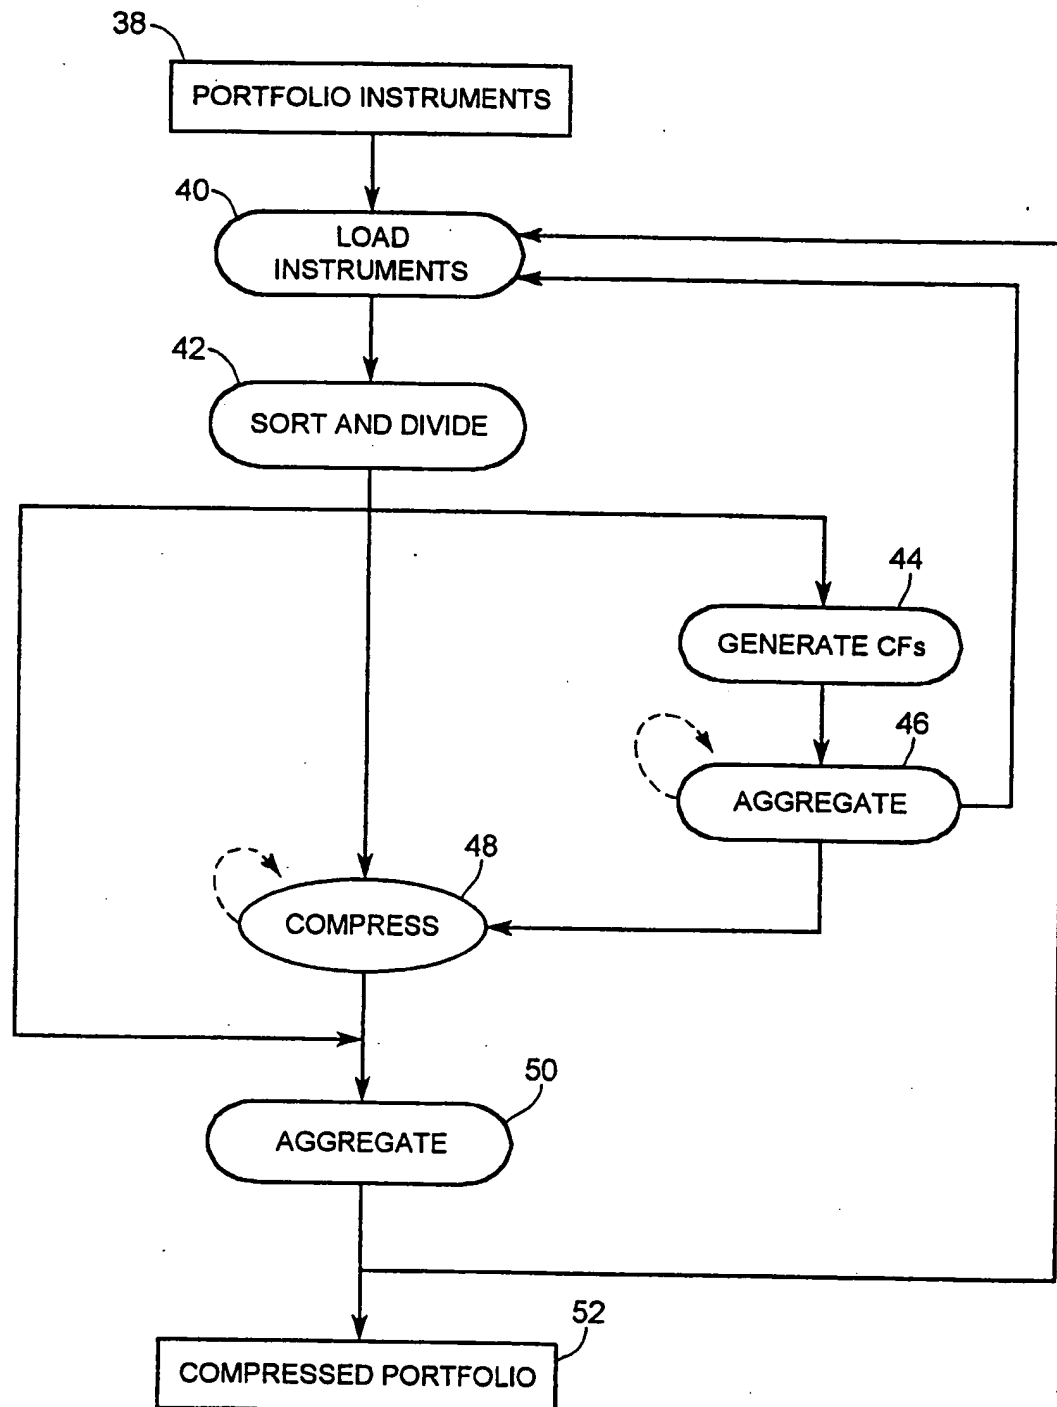 38
PORTFOLIO INSTRUMENTS
40
LOAD
INSTRUMENTS
42
SORT AND DIVIDE
44
GENERATE CFs
46
AGGREGATE
48
COMPRESS
50
AGGREGATE
52
COMPRESSED PORTFOLIO